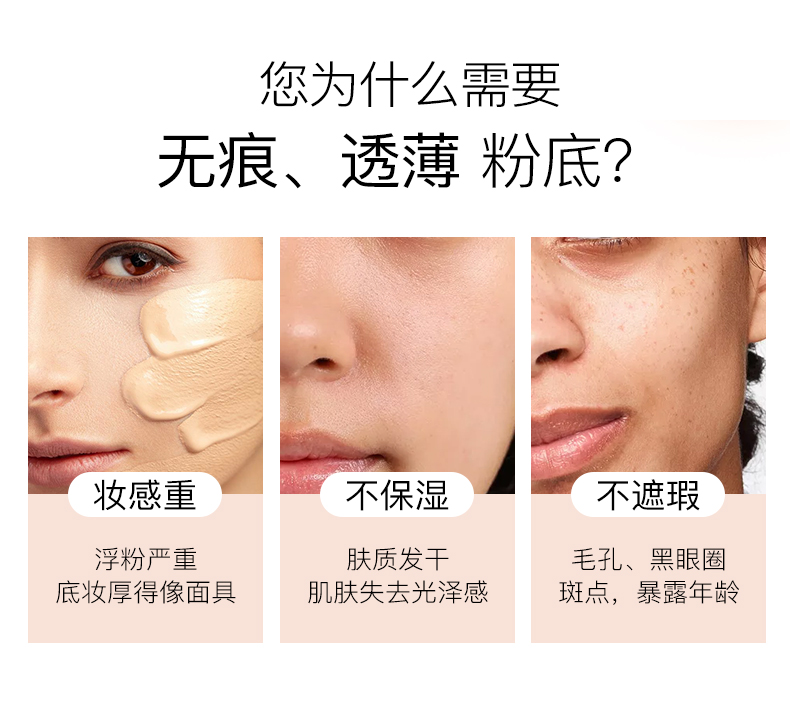 您为什么需要
无痕、透薄 粉底？
妆感重
浮粉严重
底妆厚得像面具
不保湿
肤质发干
肌肤失去光泽感
不遮瑕
毛孔、黑眼圈
斑点，暴露年龄